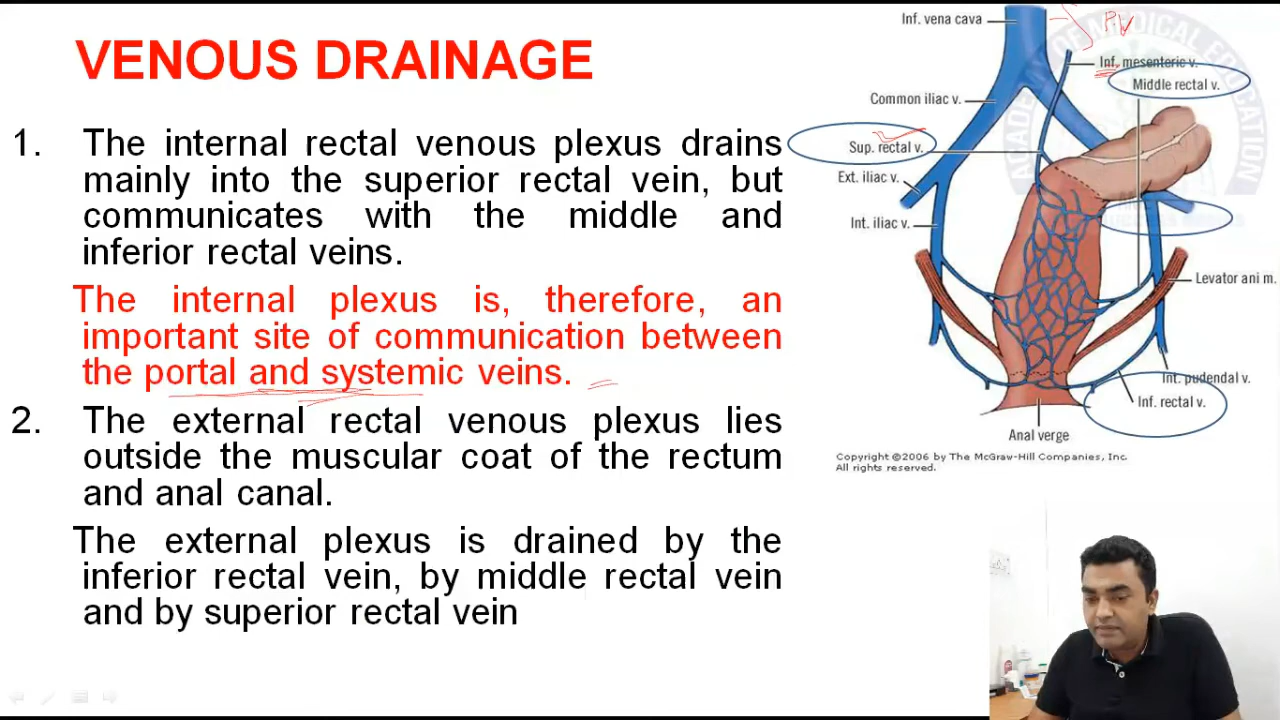 VENOUS DRAINAGE
1. The internal rectal venous plexus drains
mainly into the superior rectal vein, but
communicates with the middle and
inferior rectal veins.
The internal plexus is, therefore, an
important site of communication between
the portal and systemic veins.
2. The external rectal venous plexus lies
outside the muscular coat of the rectum
and anal canal.
The external plexus is drained by the
inferior rectal vein, by middle rectal vein
and by superior rectal vein
Inf. vena cava
PV
Inf. mesenteric v.
Middle rectal v.
Common iliac v.
Sup. rectal v.
Ext. iliac v.
Int. iliac v.
Levator ani m.
Int. pudendal v.
Inf. rectal v.
Anal verge
Copyright ©2006 by The McGraw-Hill Companies, Inc.
All rights reserved.